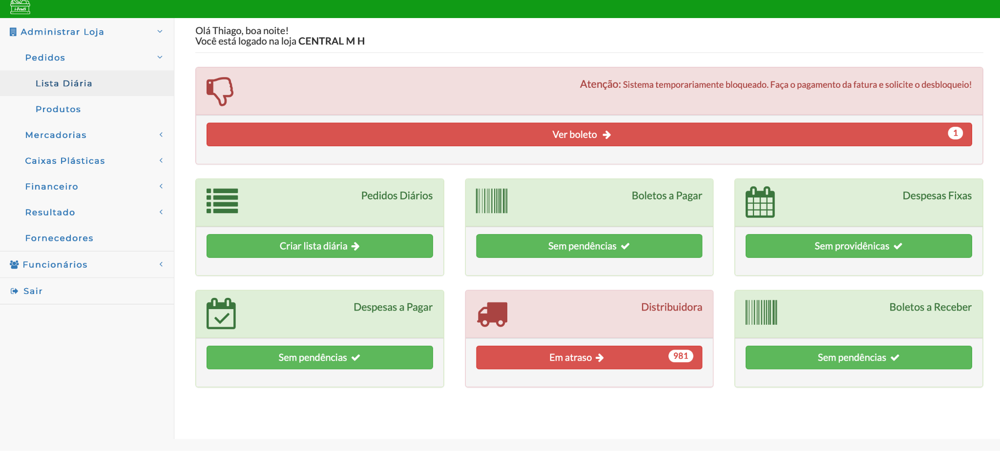 i-Fruti
Administrar Loja
Pedidos
Lista Diária
Produtos
Mercadorias
Caixas Plásticas
Financeiro
Resultado
Fornecedores
Funcionários
Sair
Olá Thiago, boa noite!
Você está logado na loja CENTRAL M H
Atenção: Sistema temporariamente bloqueado. Faça o pagamento da fatura e solicite o desbloqueio!
Ver boleto 1
Pedidos Diários
Criar lista diária
Boletos a Pagar
Sem pendências
Despesas Fixas
Sem providênicas
Despesas a Pagar
Sem pendências
Distribuidora
Em atraso 981
Boletos a Receber
Sem pendências